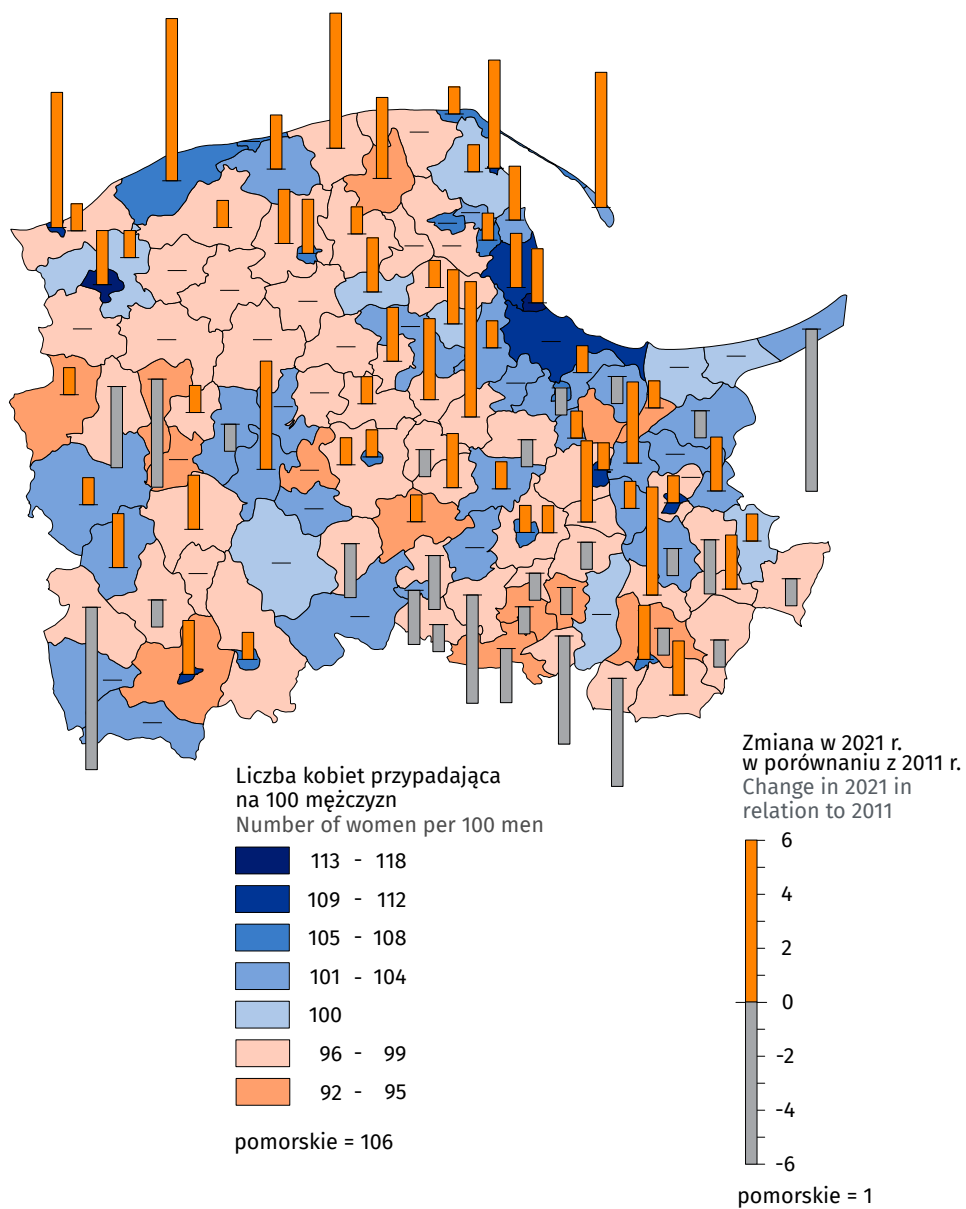 Liczba kobiet przypadająca
na 100 mężczyzn
Number of women per 100 men
113 - 118
109 - 112
105 - 108
101 - 104
100
96 - 99
92 - 95
pomorskie = 106
Zmiana w 2021 r.
w porównaniu z 2011 r.
Change in 2021 in
relation to 2011
6
4
2
0
-2
-4
-6
pomorskie = 1